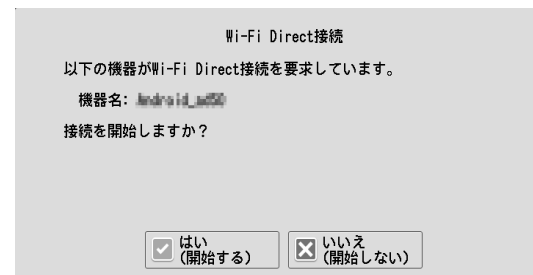 Wi-Fi Direct接続
以下の機器がWi-Fi Direct接続を要求しています。
機器名:
接続を開始しますか？
はい
(開始する)
いいえ
(開始しない)